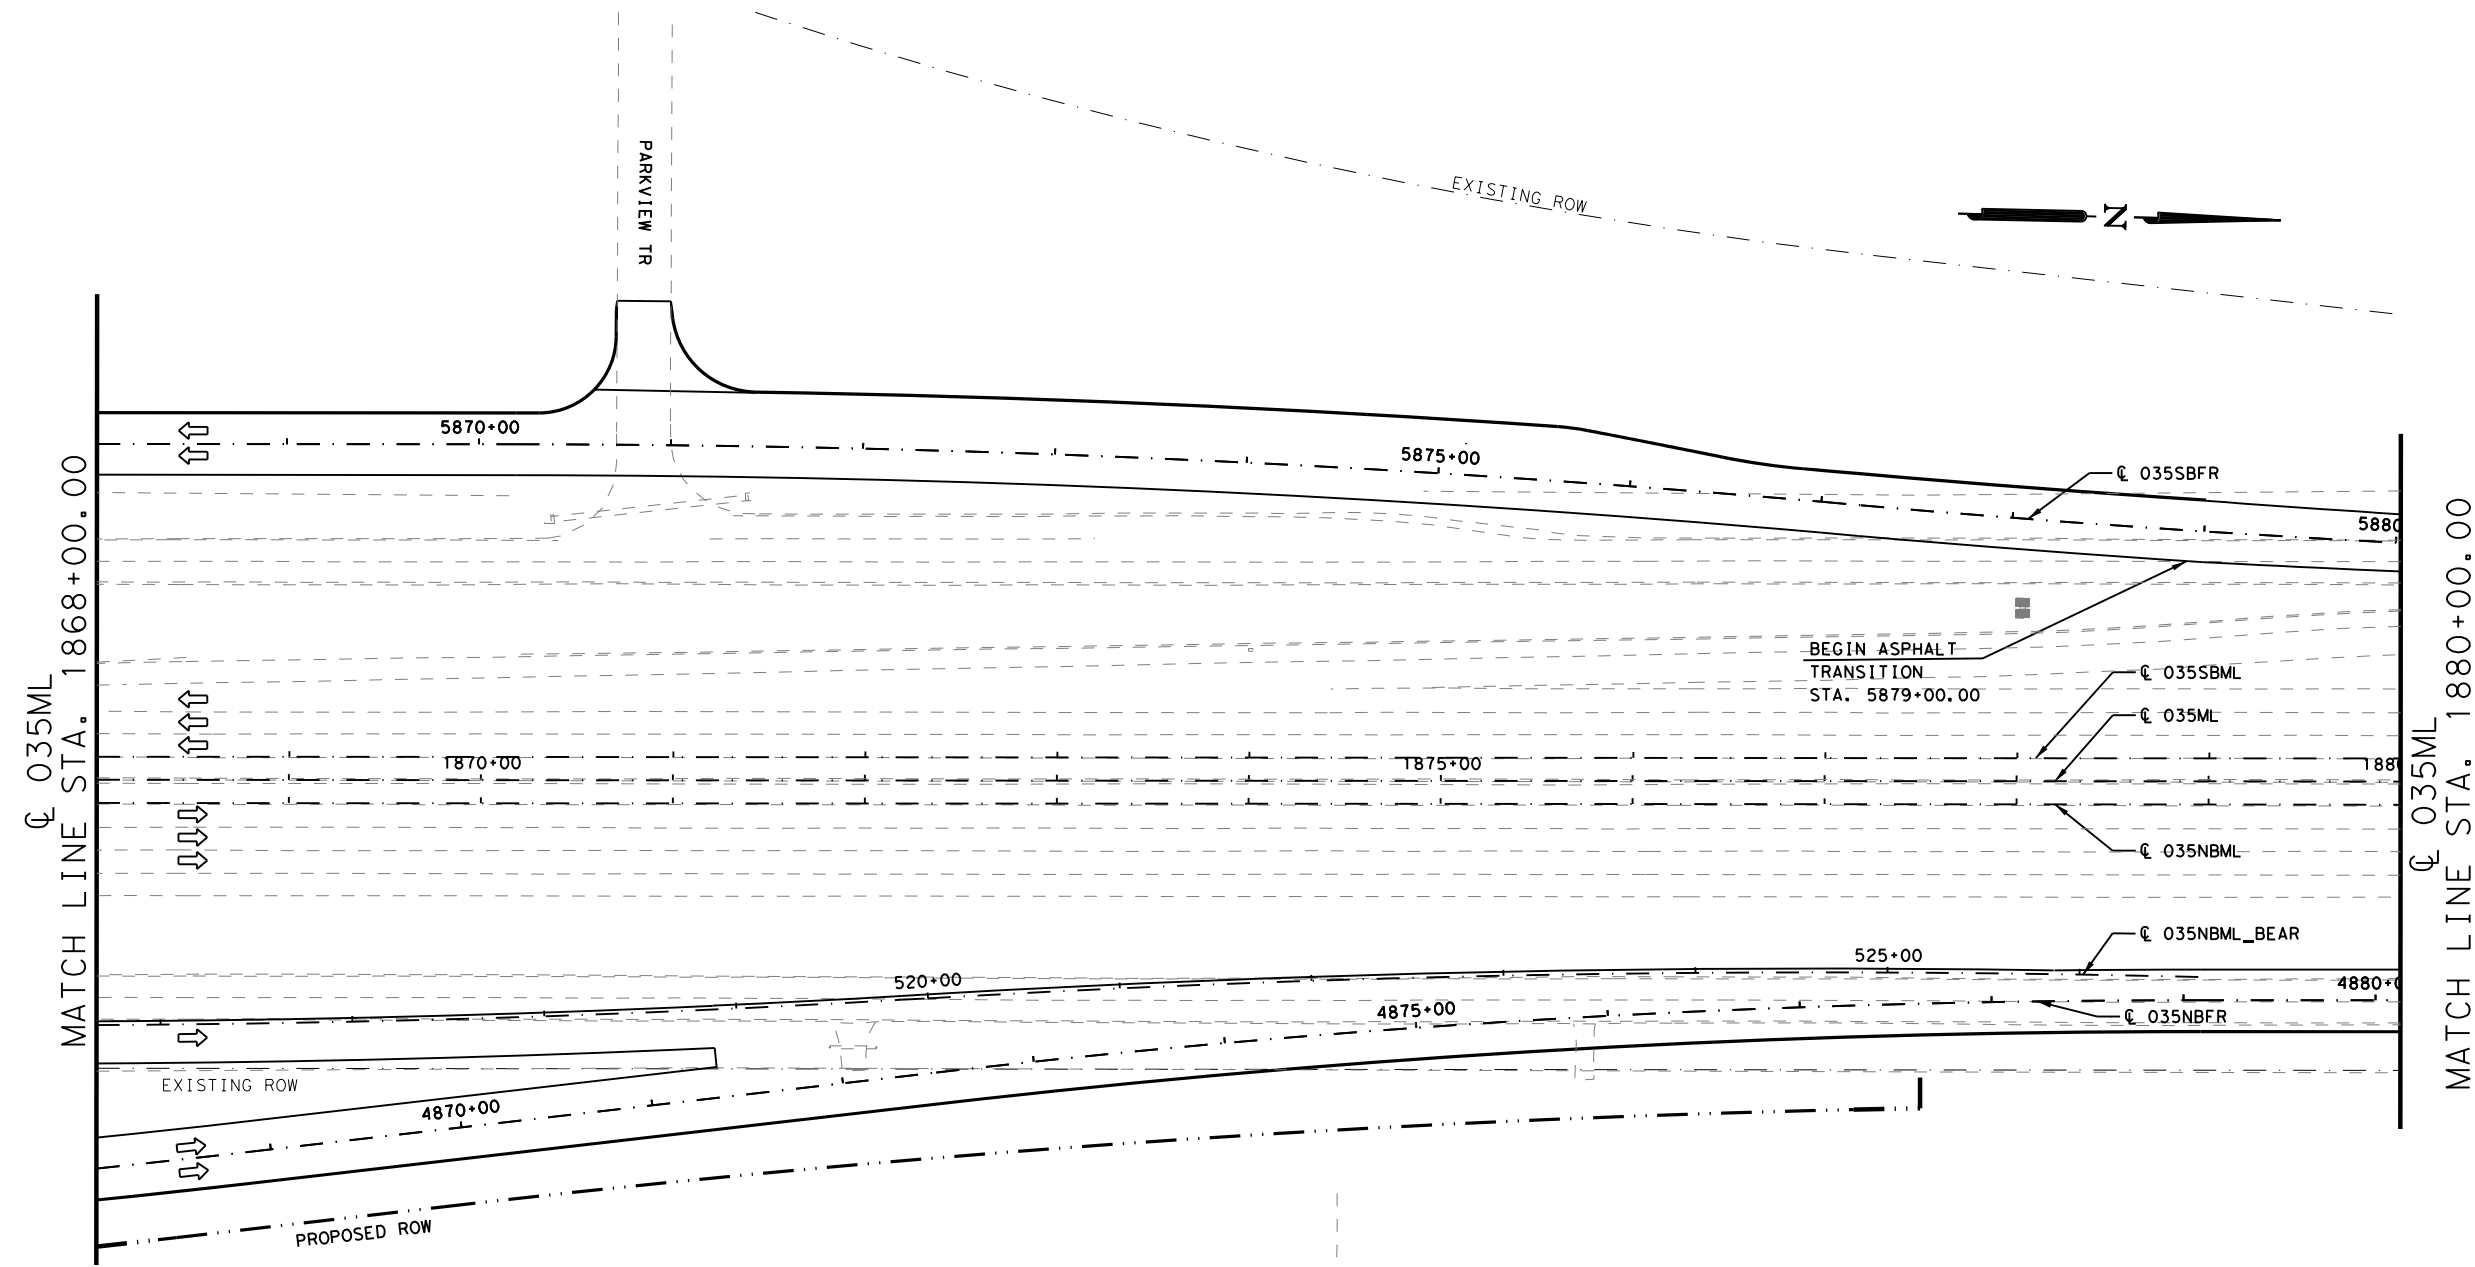 PARKVIEW TR
EXISTING ROW
N
5870+00
5875+00
℄ 035SBFR
5880
BEGIN ASPHALT
TRANSITION
STA. 5879+00.00
℄ 035SBML
℄ 035ML
1870+00
1875+00
188
℄ 035NBML
℄ 035NBML_BEAR
520+00
525+00
4880+0
4875+00
℄ 035NBFR
EXISTING ROW
4870+00
PROPOSED ROW
℄ 035ML
MATCH LINE STA. 1868+00.00
℄ 035ML
MATCH LINE STA. 1880+00.00